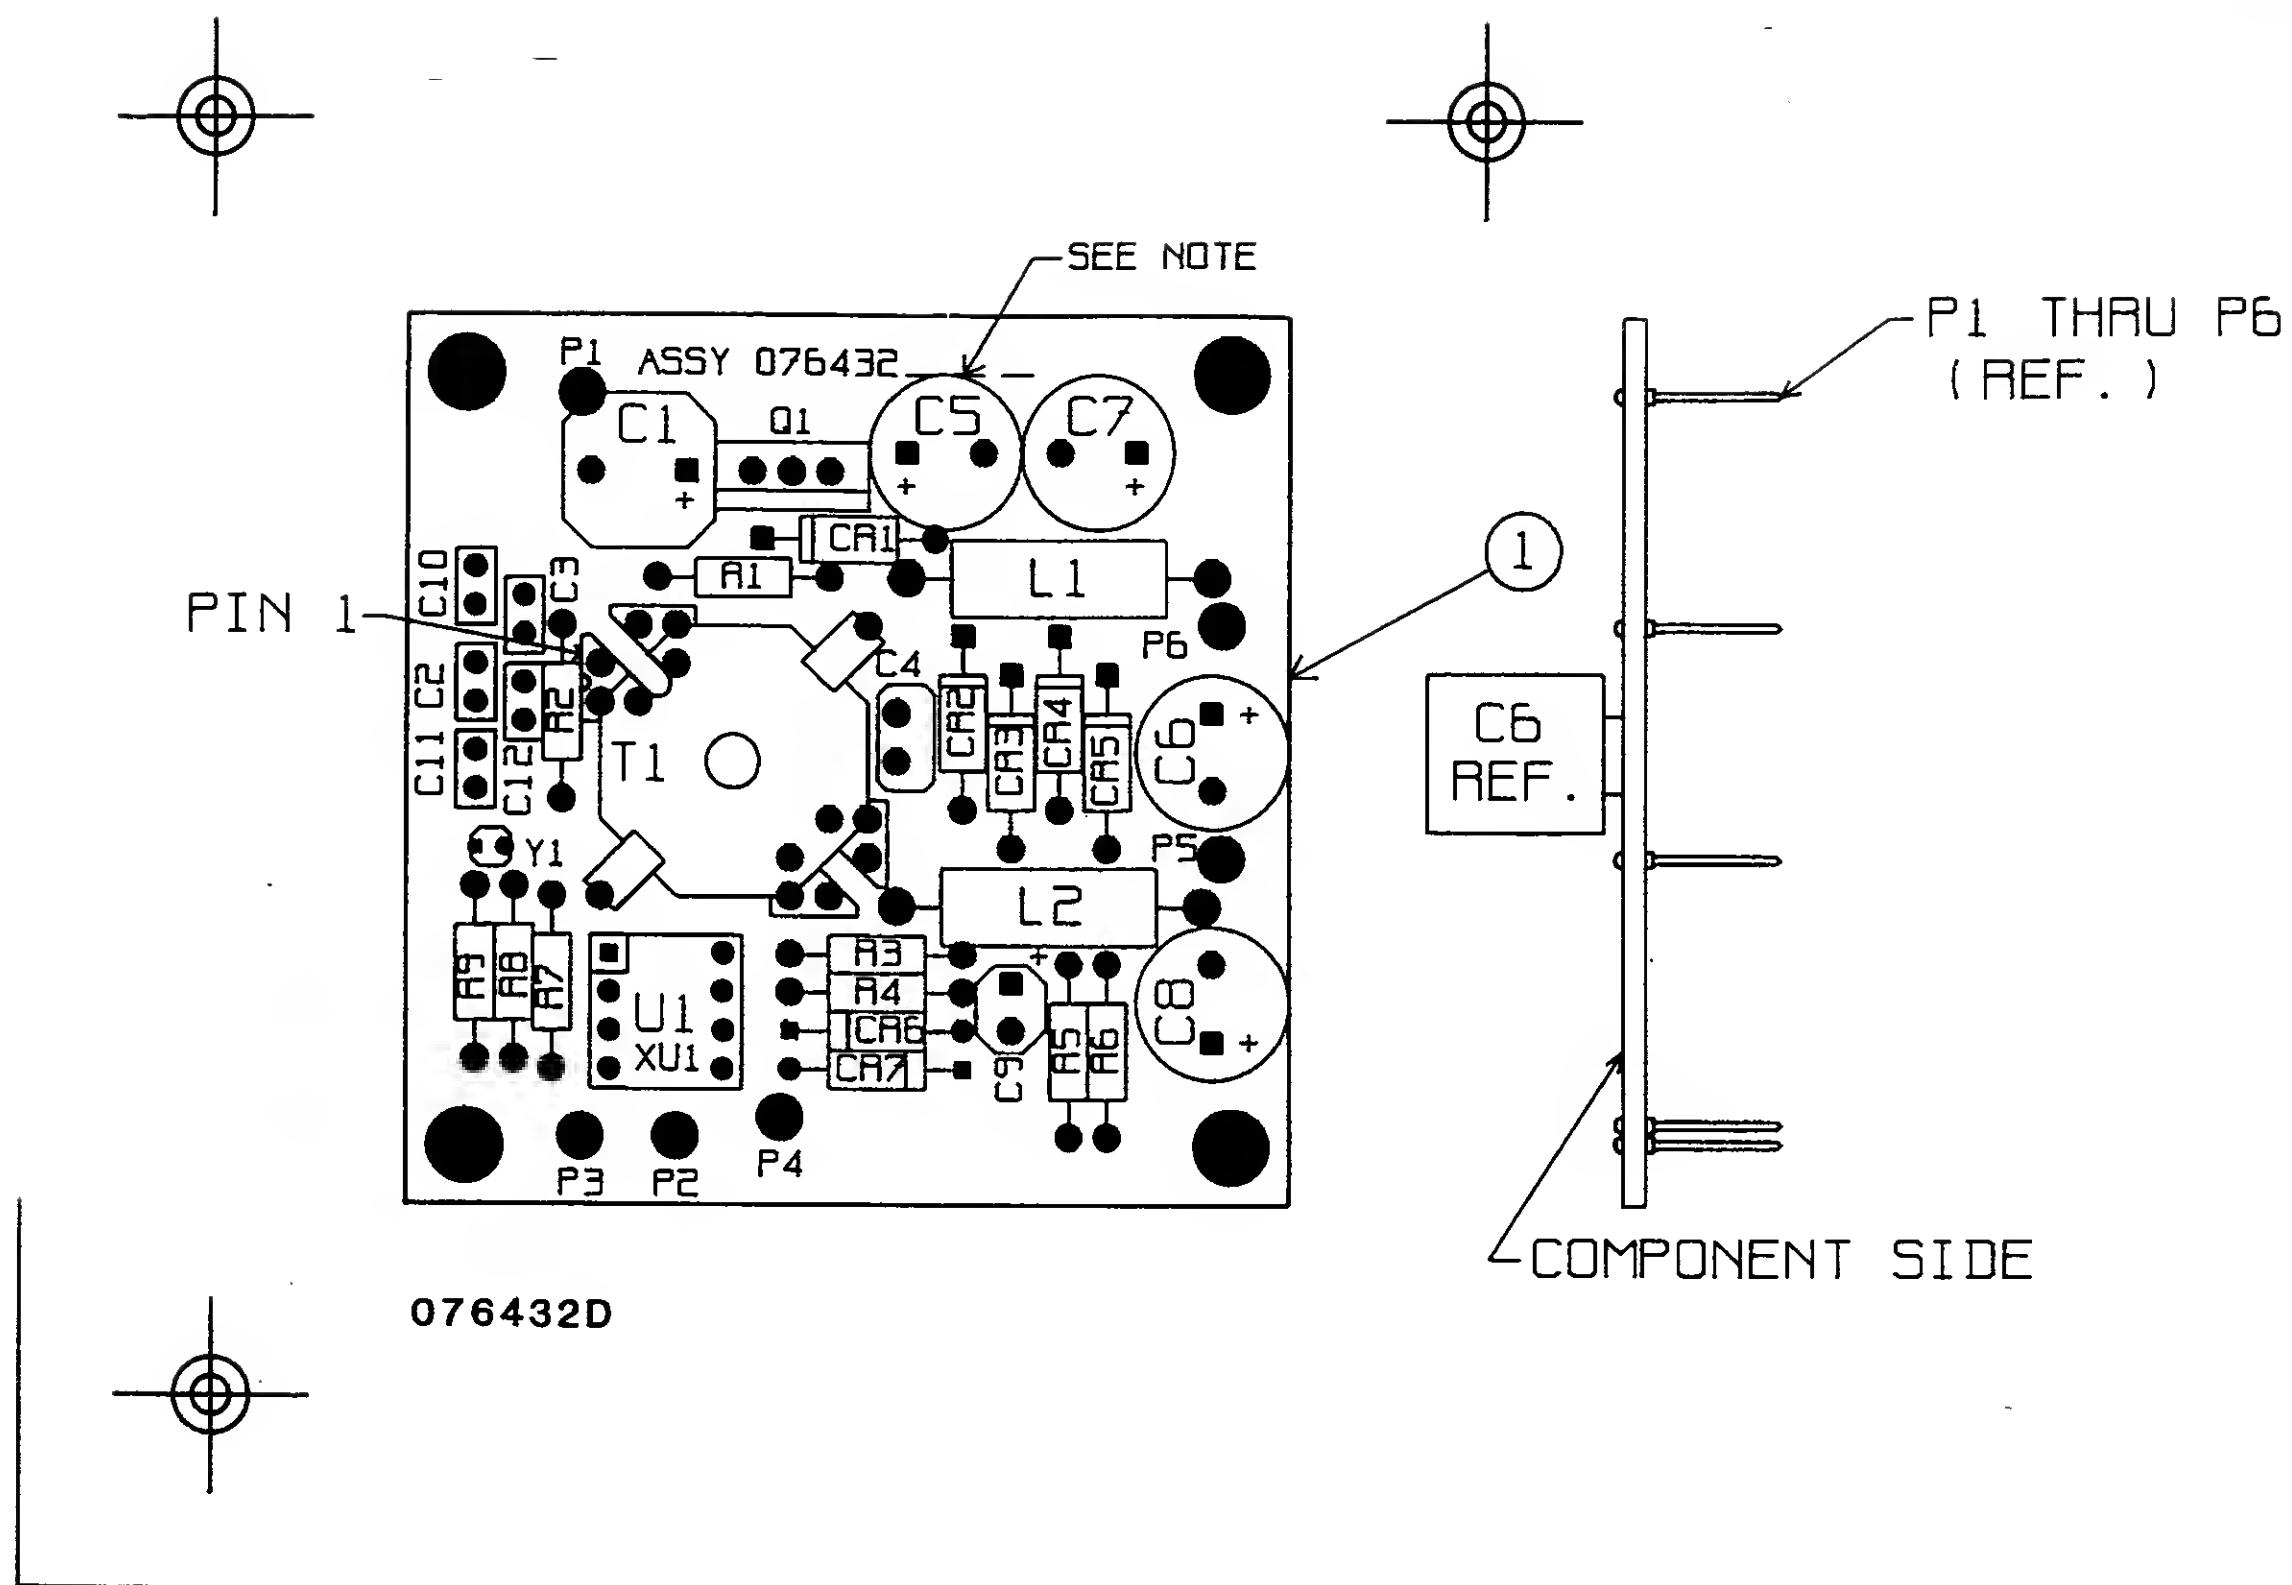 SEE NOTE
P1 THRU P6
(REF.)
P1
ASSY 076432
C1
Q1
C5
C7
1
CR1
C10
C3
R1
L1
PIN 1
P6
C4
C2
R2
CR2
CR4
C6
C6
REF.
T1
CR3
CR5
C11
C12
Y1
P5
L2
R3
R9
R8
R7
R4
C8
U1
CR6
XU1
CR7
C9
R5
R6
P4
P3
P2
COMPONENT SIDE
076432D